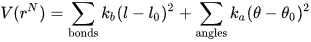 V(r^N) = \sum_{\text{bonds}} k_b(l - l_0)^2 + \sum_{\text{angles}} k_a(\theta - \theta_0)^2